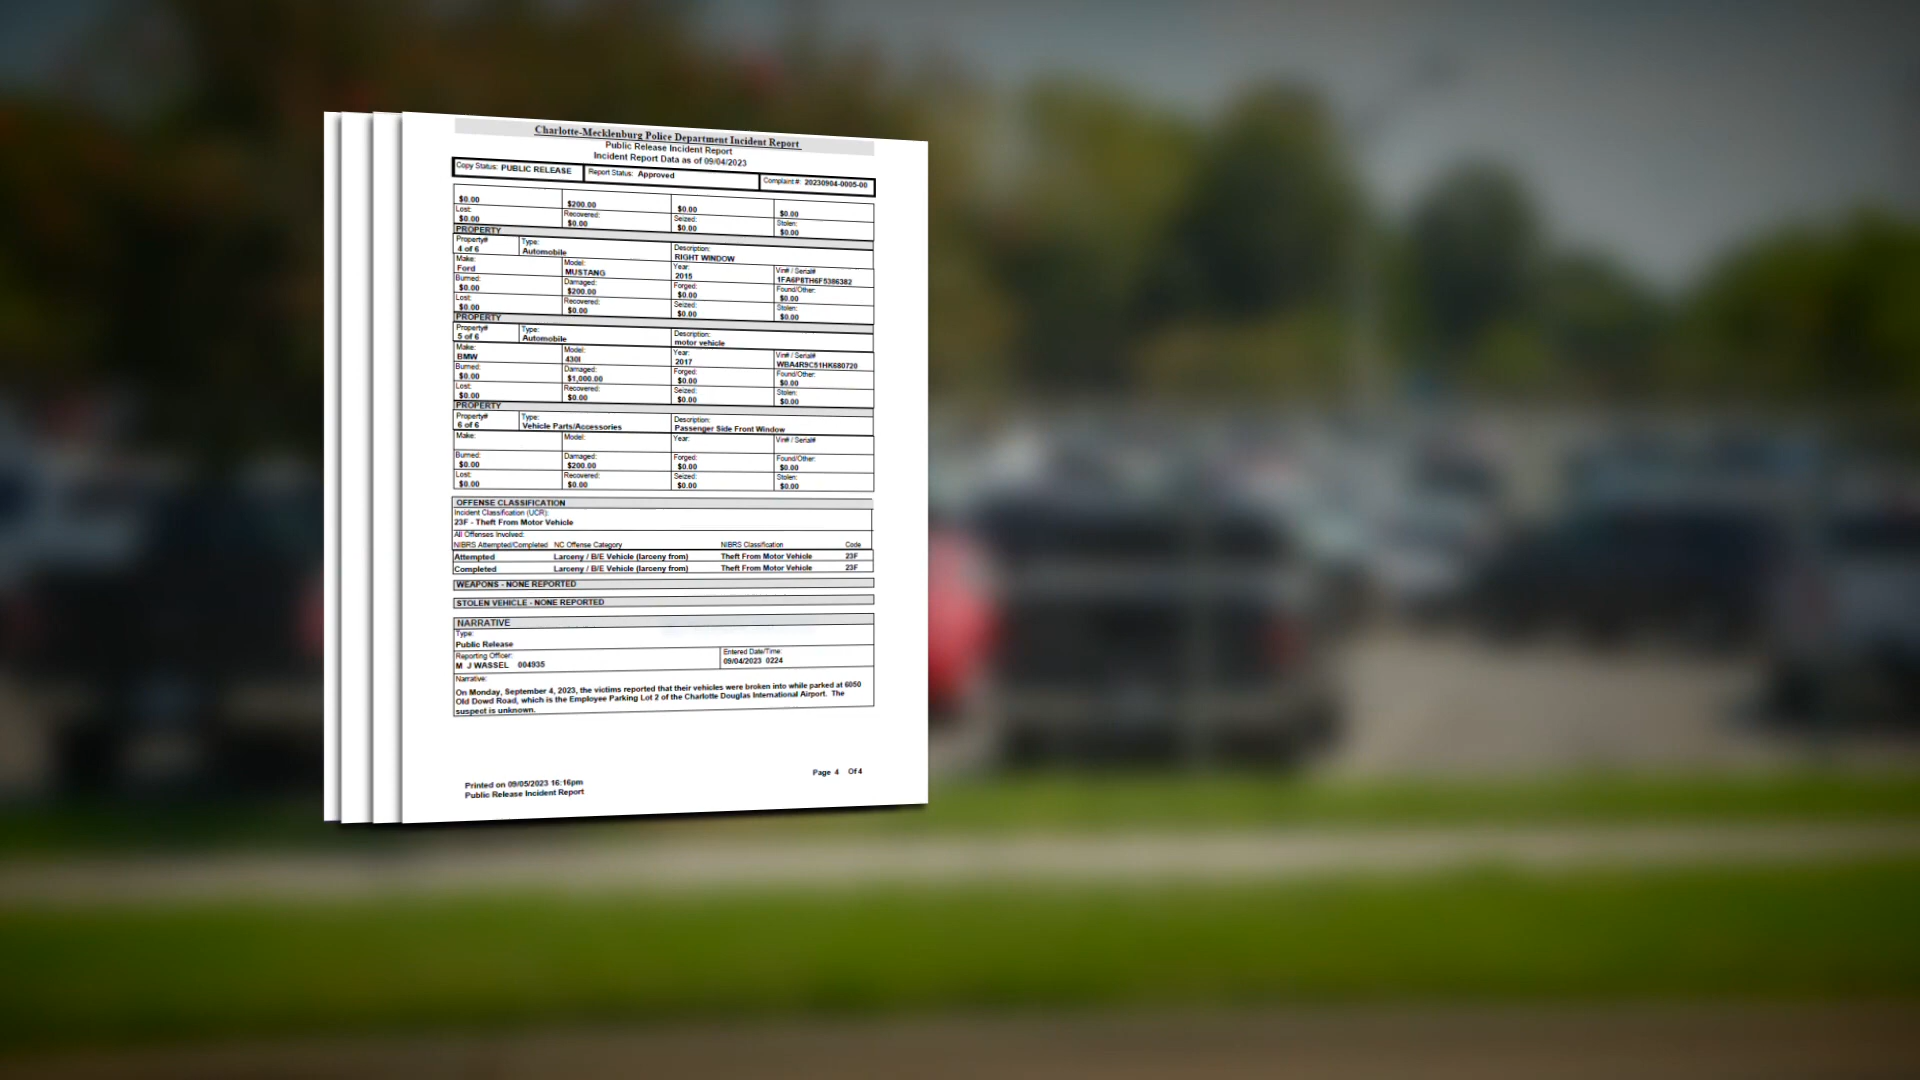 Charlotte-Mecklenburg Police Department Incident Report
Public Release Incident Report
Incident Report Data as of 09/04/2023
Copy Status: PUBLIC RELEASE Report Status: Approved Complaint #: 20230904-0005-00
$0.00 $200.00 $0.00 $0.00
Lost: Recovered: Seized: Stolen:
$0.00 $0.00 $0.00 $0.00
PROPERTY
Property# Type: Description:
4 of 6 Automobile RIGHT WINDOW
Make: Model: Year: Vin# / Serial#
Ford MUSTANG 2015 1FA6P8TH6F5386382
Burned: Damaged: Forged: Found/Other:
$0.00 $200.00 $0.00 $0.00
Lost: Recovered: Seized: Stolen:
$0.00 $0.00 $0.00 $0.00
PROPERTY
Property# Type: Description:
5 of 6 Automobile motor vehicle
Make: Model: Year: Vin# / Serial#
BMW 430I 2017 WBA4R9C51HK680720
Burned: Damaged: Forged: Found/Other:
$0.00 $1,000.00 $0.00 $0.00
Lost: Recovered: Seized: Stolen:
$0.00 $0.00 $0.00 $0.00
PROPERTY
Property# Type: Description:
6 of 6 Vehicle Parts/Accessories Passenger Side Front Window
Make: Model: Year: Vin# / Serial#
Burned: Damaged: Forged: Found/Other:
$0.00 $200.00 $0.00 $0.00
Lost: Recovered: Seized: Stolen:
$0.00 $0.00 $0.00 $0.00
OFFENSE CLASSIFICATION
Incident Classification (UCR):
23F - Theft From Motor Vehicle
All Offenses Involved:
NIBRS Attempted/Completed NC Offense Category NIBRS Classification Code
Attempted Larceny / B/E Vehicle (larceny from) Theft From Motor Vehicle 23F
Completed Larceny / B/E Vehicle (larceny from) Theft From Motor Vehicle 23F
WEAPONS - NONE REPORTED
STOLEN VEHICLE - NONE REPORTED
NARRATIVE
Type:
Public Release
Reporting Officer: Entered Date/Time:
M J WASSEL 004935 09/04/2023 0224
Narrative:
On Monday, September 4, 2023, the victims reported that their vehicles were broken into while parked at 6050
Old Dowd Road, which is the Employee Parking Lot 2 of the Charlotte Douglas International Airport. The
suspect is unknown.
Page 4 Of 4
Printed on 09/05/2023 16:16pm
Public Release Incident Report